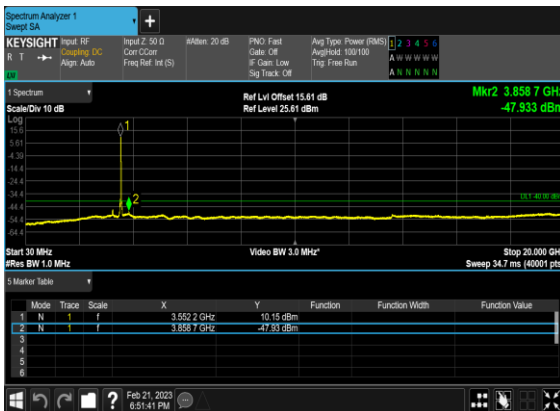 Spectrum Analyzer 1
Swept SA
+
KEYSIGHT Input: RF Input Z: 50 Ω #Atten: 20 dB PNO: Fast Avg Type: Power (RMS) 1 2 3 4 5 6
R T Coupling: DC Corr CCorr Gate: Off Avg|Hold: 100/100 A W W W W W
Align: Auto Freq Ref: Int (S) IF Gain: Low Trig: Free Run
LV Sig Track: Off A N N N N N
1 Spectrum Ref Lvl Offset 15.61 dB Mkr2 3.858 7 GHz
Scale/Div 10 dB Ref Level 25.61 dBm -47.933 dBm
Log
15.6
5.61
-4.39
-14.4
-24.4
-34.4
-44.4
-54.4
-64.4
1
2
DL1 -40.00 dBm
Start 30 MHz Video BW 3.0 MHz* Stop 20.000 GHz
#Res BW 1.0 MHz Sweep 34.7 ms (40001 pts)
5 Marker Table
Mode Trace Scale X Y Function Function Width Function Value
1 N 1 f 3.552 2 GHz 10.15 dBm
2 N 1 f 3.858 7 GHz -47.93 dBm
3
4
5
6
? Feb 21, 2023
6:51:41 PM